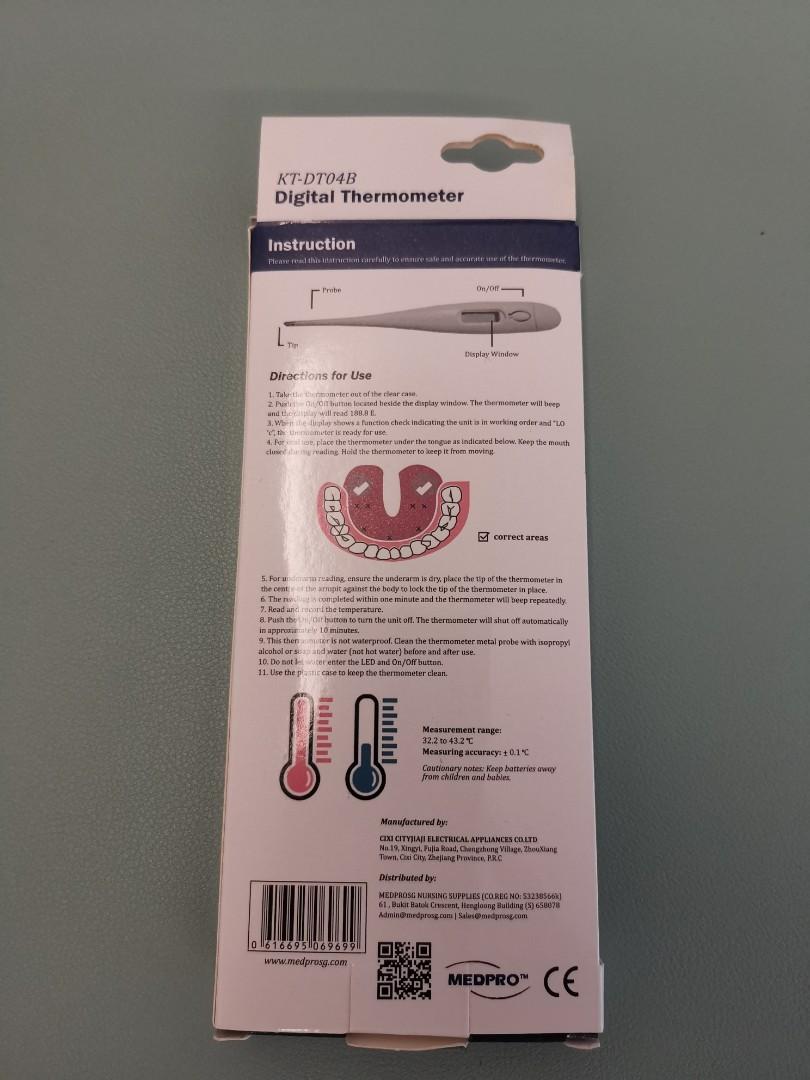 KT-DT04B
Digital Thermometer
Instruction
Please read this intatruction carefully to ensure safe and accurate use of the thermometer.
Probe
On/Off
Tip
Display Window
Directions for Use
1. Take the thermometer out of the clear case.
2. Push the On/Off button located beside the display window. The thermometer will beep
and the display will read 188.8 E.
3. When the display shows a function check indicating the unit is in working order and "LO
°c", the thermometer is ready for use.
4. For oral use, place the thermometer under the tongue as indicated below. Keep the mouth
closed during reading. Hold the thermometer to keep it from moving.
correct areas
5. For underarm reading, ensure the underarm is dry, place the tip of the thermometer in
the centre of the armpit against the body to lock the tip of the thermometer in place.
6. The reading is completed within one minute and the thermometer will beep repeatedly.
7. Read and record the temperature.
8. Push the On/Off button to turn the unit off. The thermometer will shut off automatically
in approximately 10 minutes.
9. This thermometer is not waterproof. Clean the thermometer metal probe with isopropyl
alcohol or soap and water (not hot water) before and after use.
10. Do not let water enter the LED and On/Off button.
11. Use the plastic case to keep the thermometer clean.
Measurement range:
32.2 to 43.2 °C
Measuring accuracy: ± 0.1 °C
Cautionary notes: Keep batteries away
from children and babies.
Manufactured by:
CIXI CITYJIAJI ELECTRICAL APPLIANCES CO.LTD
No.19, Xingyi, Fujia Road, Chengzhong Village, ZhouXiang
Town, Cixi City, Zhejiang Province, P.R.C
Distributed by:
MEDPROSG NURSING SUPPLIES (CO.REG NO: 53238566k)
61 , Bukit Batok Crescent, Hengloong Building (S) 658078
Admin@medprosg.com | Sales@medprosg.com
0 616695 069699
www.medprosg.com
MEDPRO™
CE